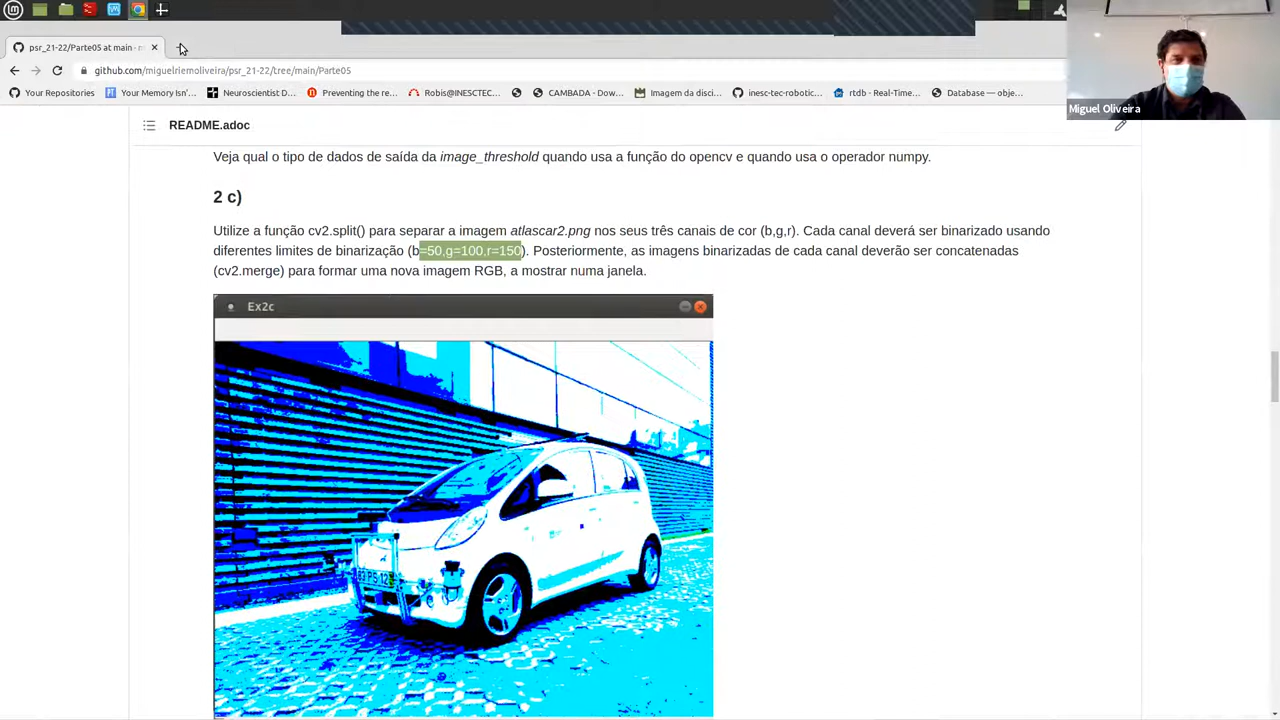 psr_21-22/Parte05 at main · m
github.com/miguelriemoliveira/psr_21-22/tree/main/Parte05
Your Repositories
Your Memory Isn'...
Neuroscientist D...
Preventing the re...
Robis@INESCTEC...
CAMBADA - Dow...
Imagem da disci...
inesc-tec-robotic...
rtdb - Real-Time...
Database — obje...
Miguel Oliveira
README.adoc
Veja qual o tipo de dados de saída da image_threshold quando usa a função do opencv e quando usa o operador numpy.
2 c)
Utilize a função cv2.split() para separar a imagem atlascar2.png nos seus três canais de cor (b,g,r). Cada canal deverá ser binarizado usando
diferentes limites de binarização (b=50,g=100,r=150). Posteriormente, as imagens binarizadas de cada canal deverão ser concatenadas
(cv2.merge) para formar uma nova imagem RGB, a mostrar numa janela.
Ex2c